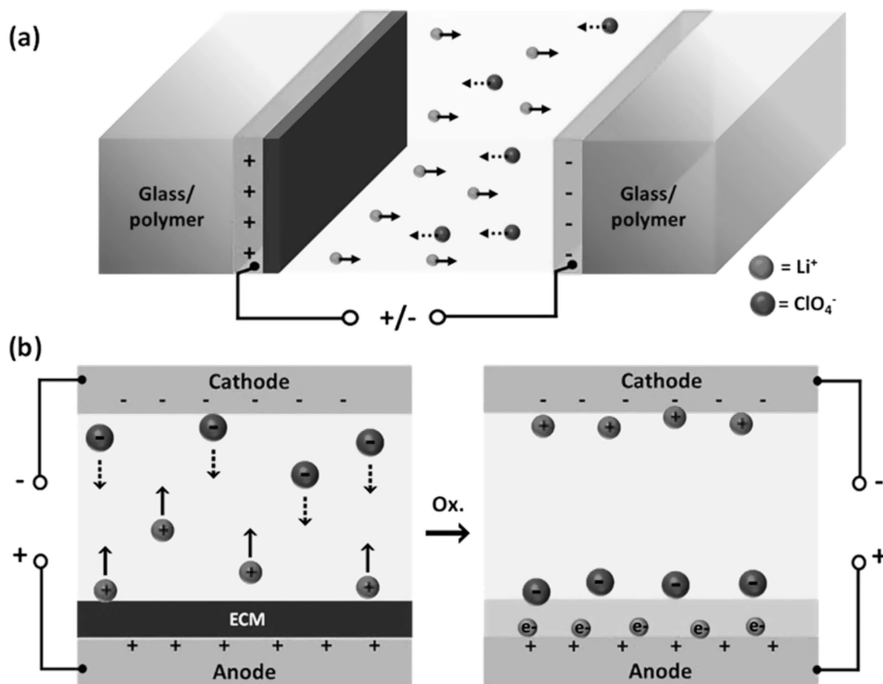 (a)
Glass/
polymer
+
+
+
+
-
-
-
-
Glass/
polymer
= Li⁺
= ClO₄⁻
+/-
(b)
Cathode
- - - - - -
- - - -
-
+
+ + + +
ECM
+ + + + + +
Anode
Ox.
Cathode
- - - - - -
+ + + +
-
+
- - - -
e- e- e- e- e-
+ + + + + +
Anode